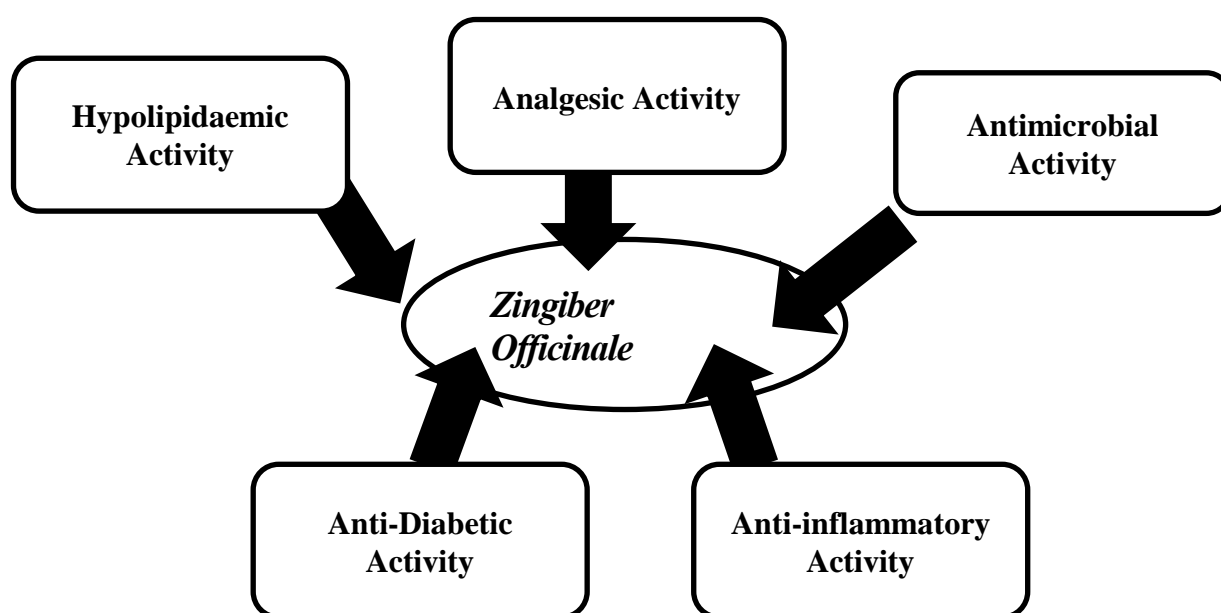 Hypolipidaemic
Activity
Analgesic Activity
Antimicrobial
Activity
Zingiber
Officinale
Anti-Diabetic
Activity
Anti-inflammatory
Activity